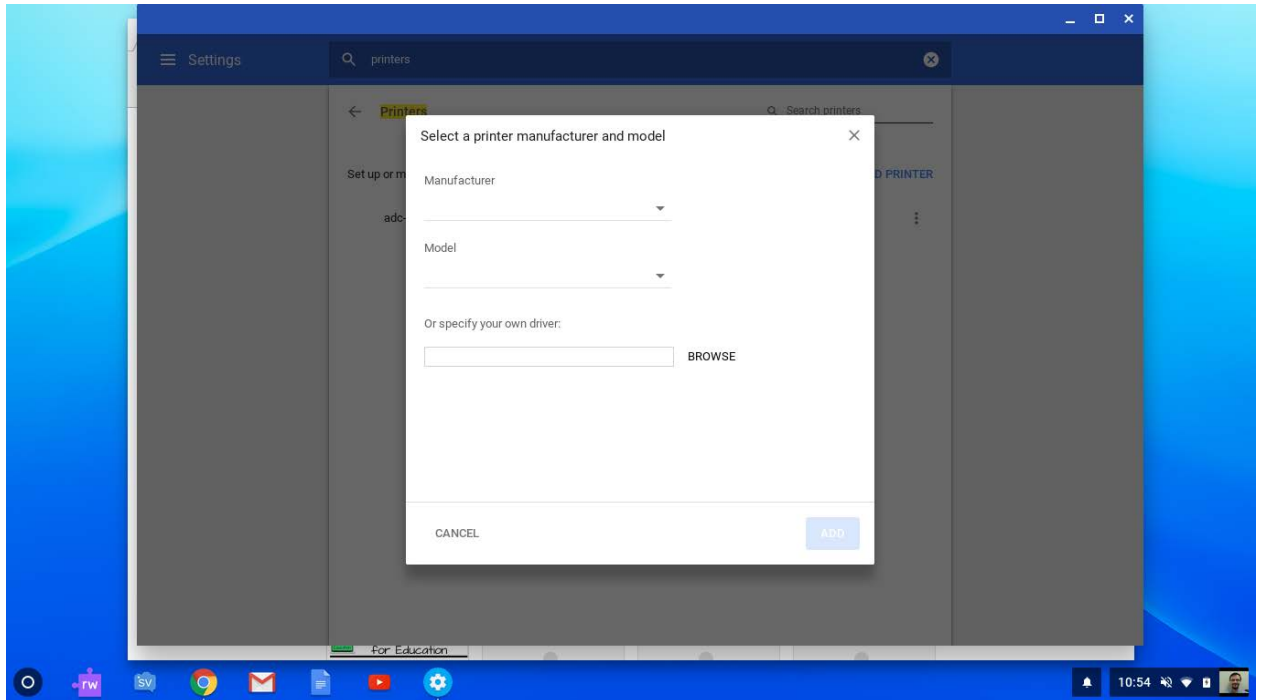 Settings
printers
Printers
Search printers
Select a printer manufacturer and model
Set up or m
D PRINTER
Manufacturer
adc-
Model
Or specify your own driver:
BROWSE
CANCEL
ADD
for Education
rw
SV
10:54